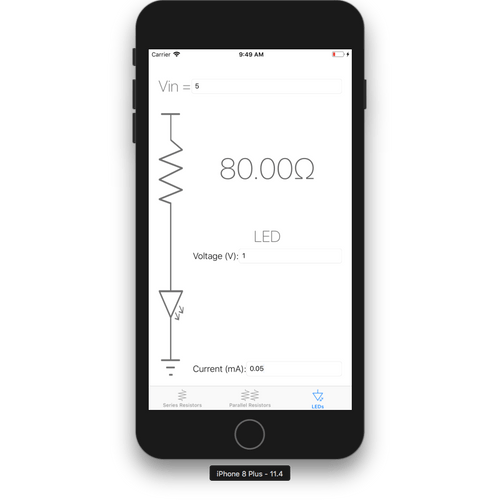 Carrier 9:49 AM
Vin = 5
80.00Ω
LED
Voltage (V): 1
Current (mA): 0.05
Series Resistors Parallel Resistors LEDs
iPhone 8 Plus - 11.4